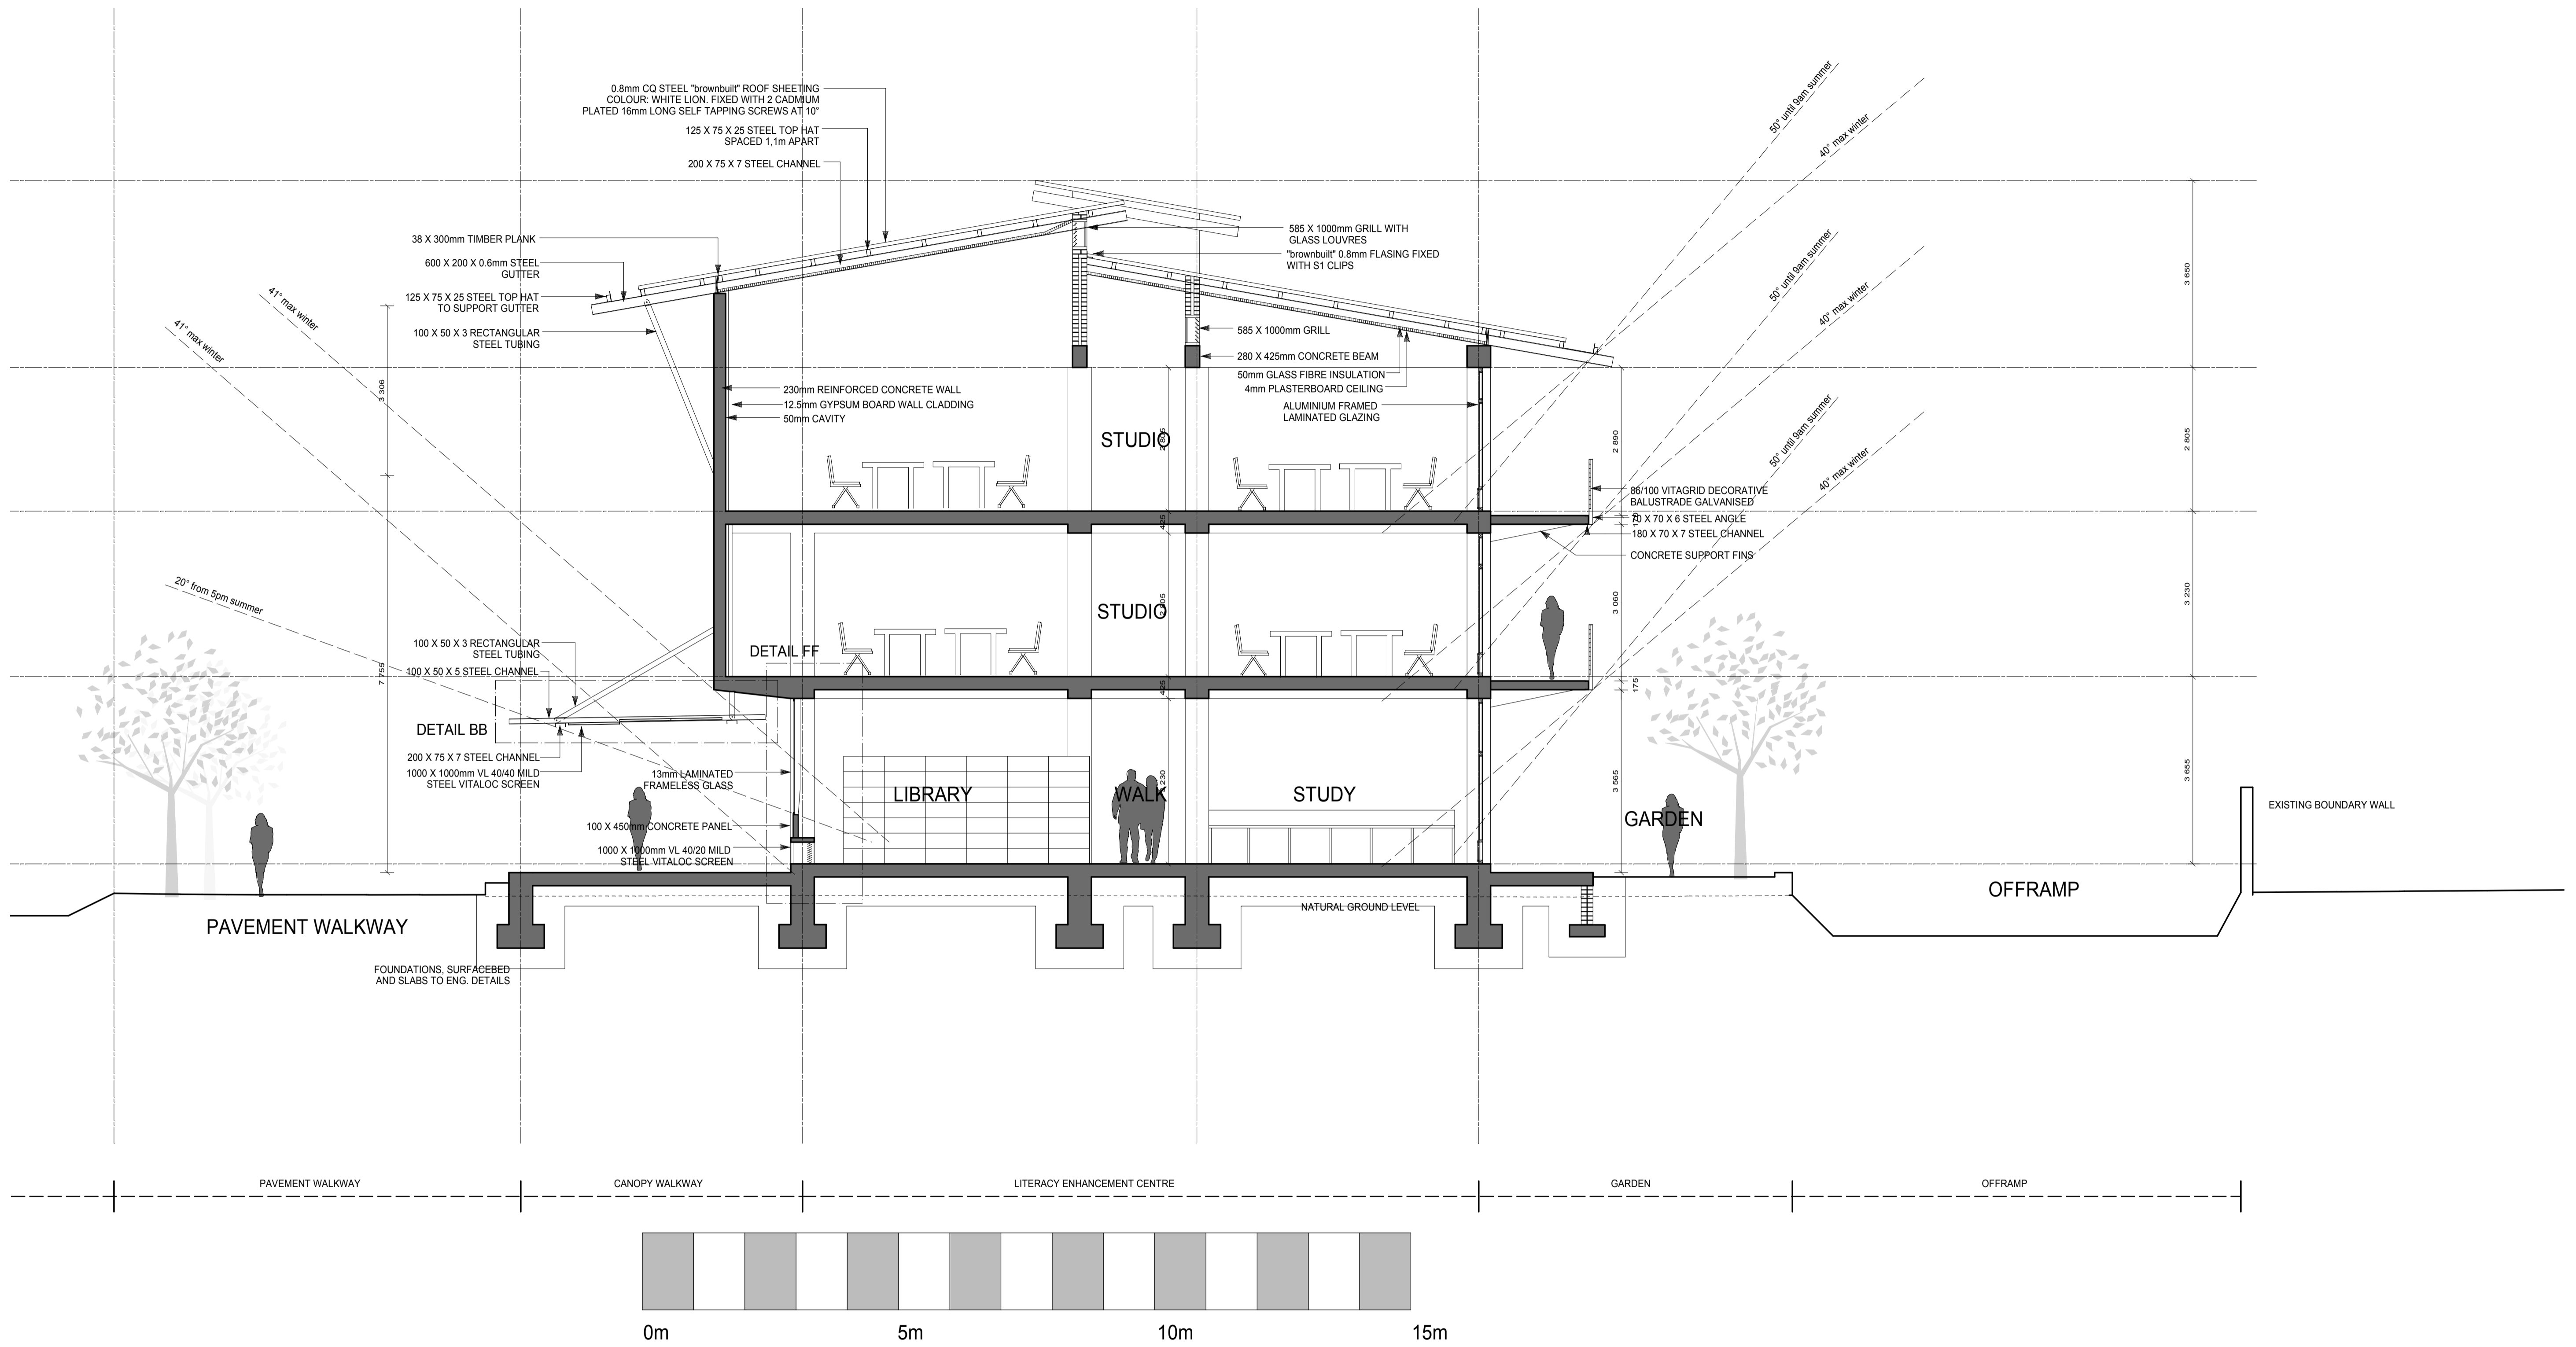 0.8mm CQ STEEL "brownbuilt" ROOF SHEETING
COLOUR: WHITE LION. FIXED WITH 2 CADMIUM
PLATED 16mm LONG SELF TAPPING SCREWS AT 10°
125 X 75 X 25 STEEL TOP HAT
SPACED 1,1m APART
200 X 75 X 7 STEEL CHANNEL
38 X 300mm TIMBER PLANK
600 X 200 X 0.6mm STEEL
GUTTER
125 X 75 X 25 STEEL TOP HAT
TO SUPPORT GUTTER
100 X 50 X 3 RECTANGULAR
STEEL TUBING
41° max winter
41° max winter
20° from 5pm summer
3 306
7 755
585 X 1000mm GRILL WITH
GLASS LOUVRES
"brownbuilt" 0.8mm FLASING FIXED
WITH S1 CLIPS
585 X 1000mm GRILL
280 X 425mm CONCRETE BEAM
50mm GLASS FIBRE INSULATION
4mm PLASTERBOARD CEILING
ALUMINIUM FRAMED
LAMINATED GLAZING
230mm REINFORCED CONCRETE WALL
12.5mm GYPSUM BOARD WALL CLADDING
50mm CAVITY
50° until 9am summer
40° max winter
50° until 9am summer
40° max winter
50° until 9am summer
40° max winter
STUDIO
2 805
425
STUDIO
2 805
425
2 890
3 060
175
3 565
3 650
2 805
3 230
3 655
86/100 VITAGRID DECORATIVE
BALUSTRADE GALVANISED
70 X 70 X 6 STEEL ANGLE
180 X 70 X 7 STEEL CHANNEL
CONCRETE SUPPORT FINS
100 X 50 X 3 RECTANGULAR
STEEL TUBING
100 X 50 X 5 STEEL CHANNEL
DETAIL FF
DETAIL BB
200 X 75 X 7 STEEL CHANNEL
1000 X 1000mm VL 40/40 MILD
STEEL VITALOC SCREEN
13mm LAMINATED
FRAMELESS GLASS
100 X 450mm CONCRETE PANEL
1000 X 1000mm VL 40/20 MILD
STEEL VITALOC SCREEN
LIBRARY
WALK
STUDY
GARDEN
EXISTING BOUNDARY WALL
OFFRAMP
NATURAL GROUND LEVEL
PAVEMENT WALKWAY
FOUNDATIONS, SURFACEBED
AND SLABS TO ENG. DETAILS
PAVEMENT WALKWAY
CANOPY WALKWAY
LITERACY ENHANCEMENT CENTRE
GARDEN
OFFRAMP
0m
5m
10m
15m